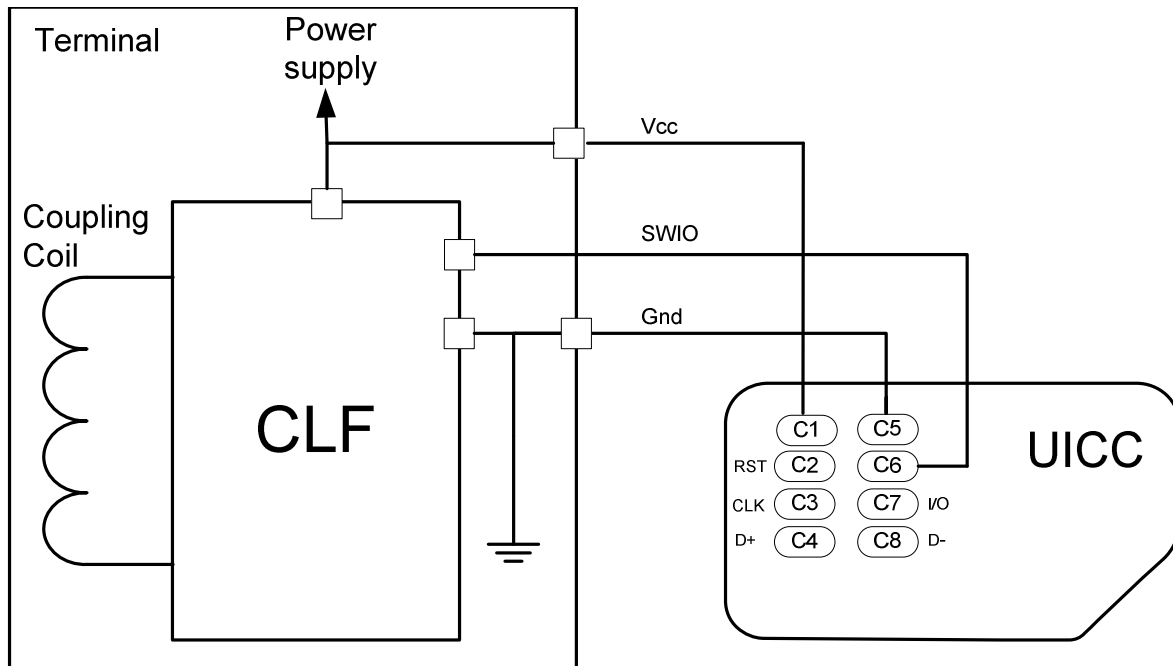 Terminal
Power
supply
Vcc
Coupling
Coil
SWIO
Gnd
CLF
UICC
C1 C5
RST C2 C6
CLK C3 C7 I/O
D+ C4 C8 D-